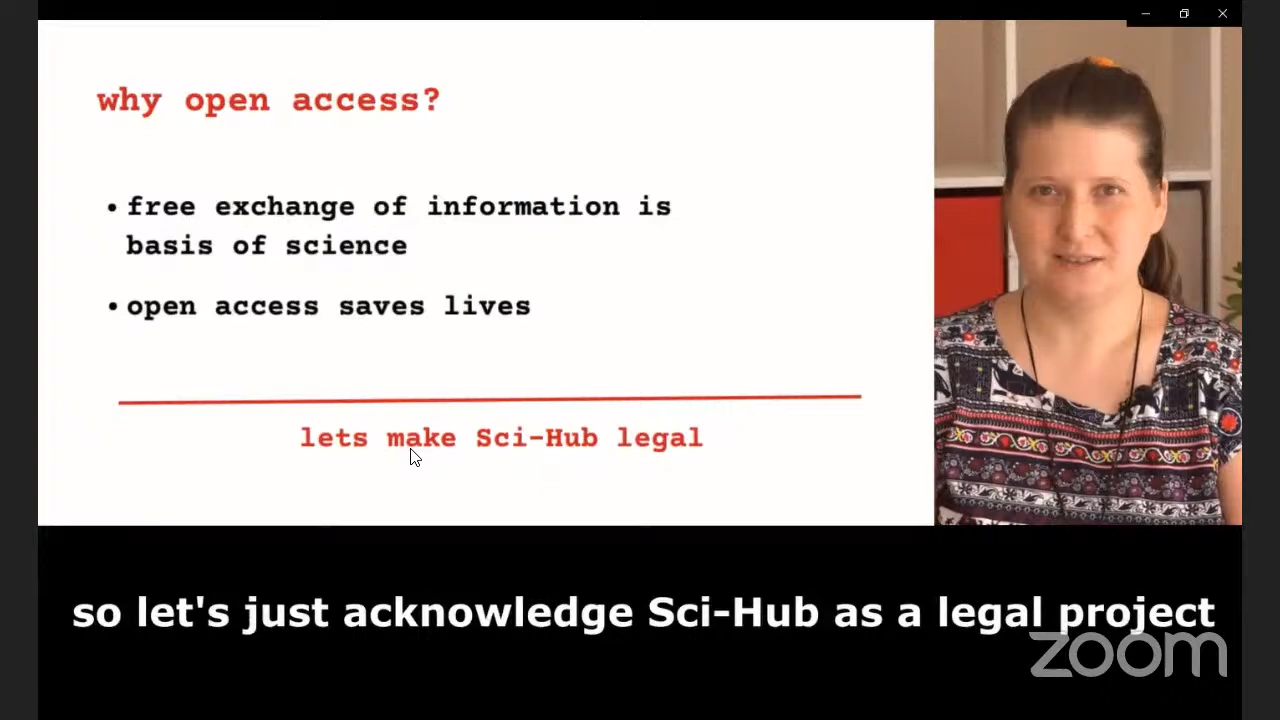 why open access?
• free exchange of information is
basis of science
• open access saves lives
lets make Sci-Hub legal
so let's just acknowledge Sci-Hub as a legal project
zoom